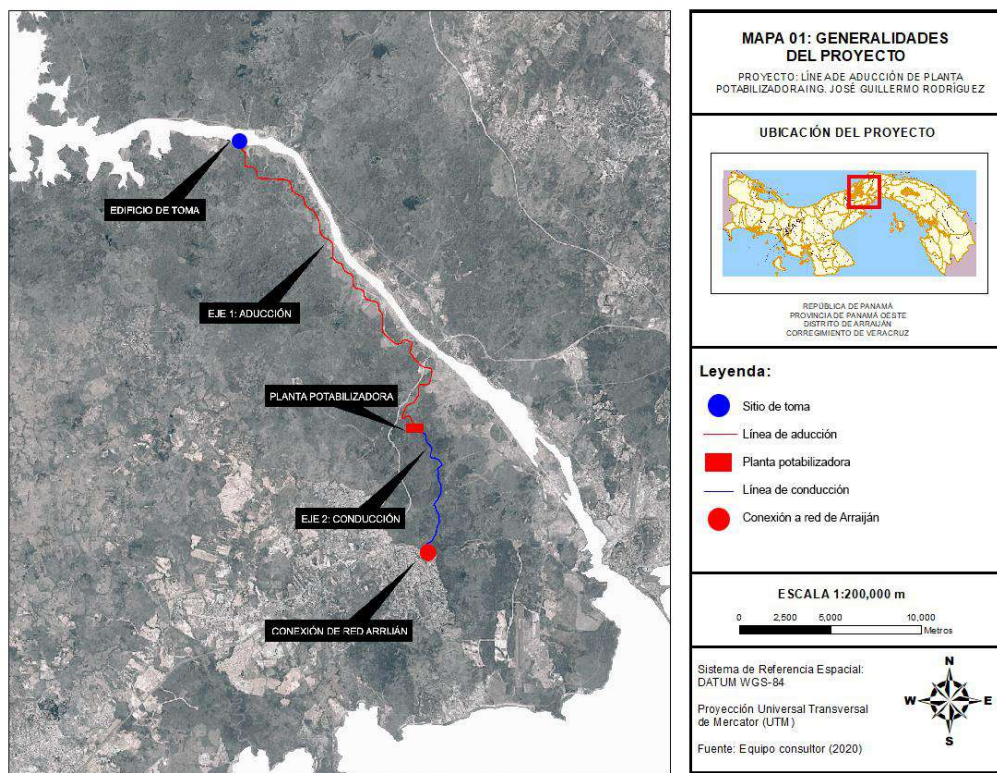 EDIFICIO DE TOMA
EJE 1: ADUCCIÓN
PLANTA POTABILIZADORA
EJE 2: CONDUCCIÓN
CONEXIÓN DE RED ARRIJÁN
MAPA 01: GENERALIDADES
DEL PROYECTO
PROYECTO: LÍNEA DE ADUCCIÓN DE PLANTA
POTABILIZADORA ING. JOSÉ GUILLERMO RODRÍGUEZ
UBICACIÓN DEL PROYECTO
REPÚBLICA DE PANAMÁ
PROVINCIA DE PANAMÁ OESTE
DISTRITO DE ARRAIJÁN
CORREGIMIENTO DE VERACRUZ
Leyenda:
Sitio de toma
Línea de aducción
Planta potabilizadora
Línea de conducción
Conexión a red de Arraiján
ESCALA 1:200,000 m
0 2,500 5,000 10,000
Metros
Sistema de Referencia Espacial:
DATUM WGS-84
Proyección Universal Transversal
de Mercator (UTM)
Fuente: Equipo consultor (2020)
N
W E
S